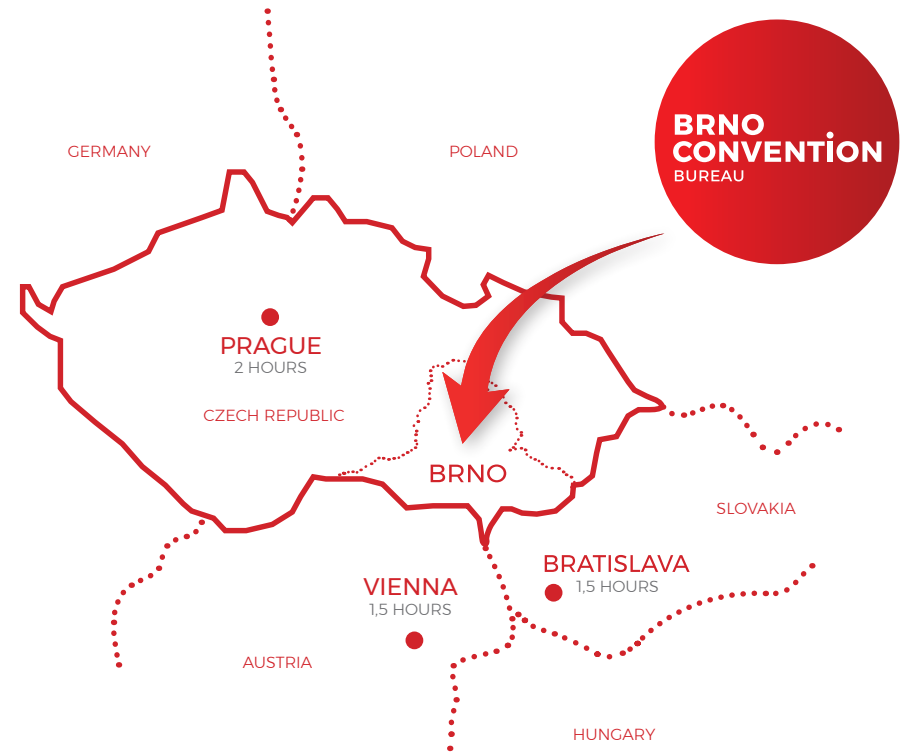 GERMANY
POLAND
BRNO
CONVENTION
BUREAU
PRAGUE
2 HOURS
CZECH REPUBLIC
BRNO
SLOVAKIA
BRATISLAVA
1,5 HOURS
VIENNA
1,5 HOURS
AUSTRIA
HUNGARY